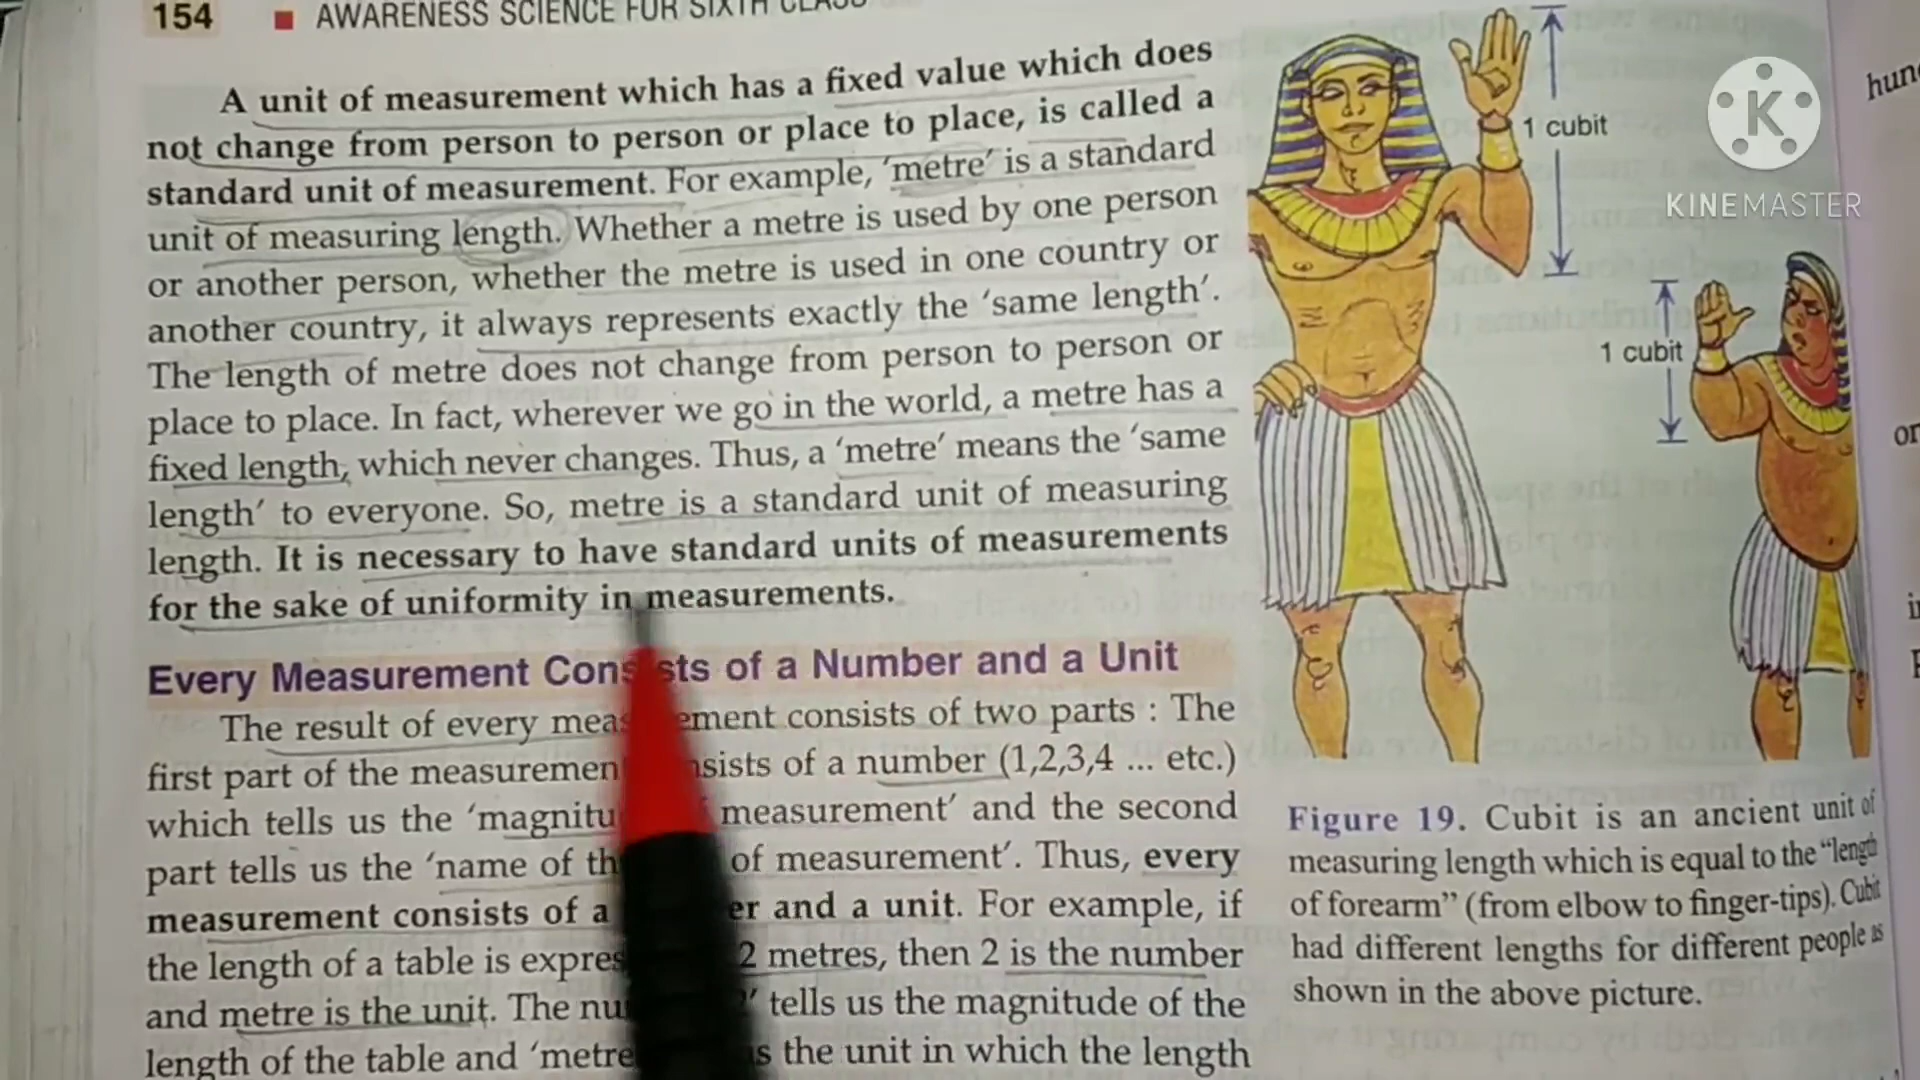 154 AWARENESS SCIENCE FOR SIXTH CLASS
A unit of measurement which has a fixed value which does
not change from person to person or place to place, is called a
standard unit of measurement. For example, 'metre' is a standard
unit of measuring length. Whether a metre is used by one person
or another person, whether the metre is used in one country or
another country, it always represents exactly the 'same length'.
The length of metre does not change from person to person or
place to place. In fact, wherever we go in the world, a metre has a
fixed length, which never changes. Thus, a 'metre' means the 'same
length' to everyone. So, metre is a standard unit of measuring
length. It is necessary to have standard units of measurements
for the sake of uniformity in measurements.
Every Measurement Consists of a Number and a Unit
The result of every measurement consists of two parts : The
first part of the measurement consists of a number (1,2,3,4 ... etc.)
which tells us the 'magnitu measurement' and the second
part tells us the 'name of th of measurement'. Thus, every
measurement consists of a er and a unit. For example, if
the length of a table is expres 2 metres, then 2 is the number
and metre is the unit. The nu tells us the magnitude of the
length of the table and 'metre s the unit in which the length
1 cubit
1 cubit
Figure 19. Cubit is an ancient unit of
measuring length which is equal to the "length
of forearm" (from elbow to finger-tips). Cubit
had different lengths for different people as
shown in the above picture.
K
KINEMASTER
hun
or